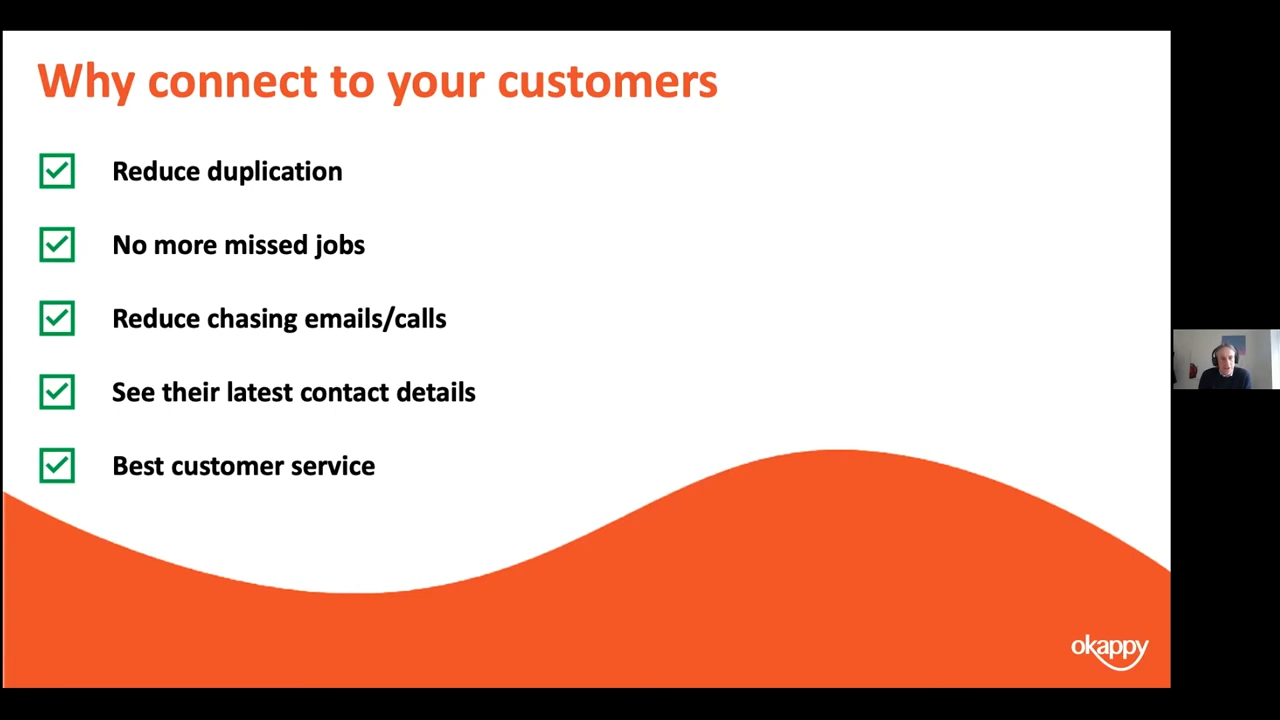 Why connect to your customers
Reduce duplication
No more missed jobs
Reduce chasing emails/calls
See their latest contact details
Best customer service
okappy